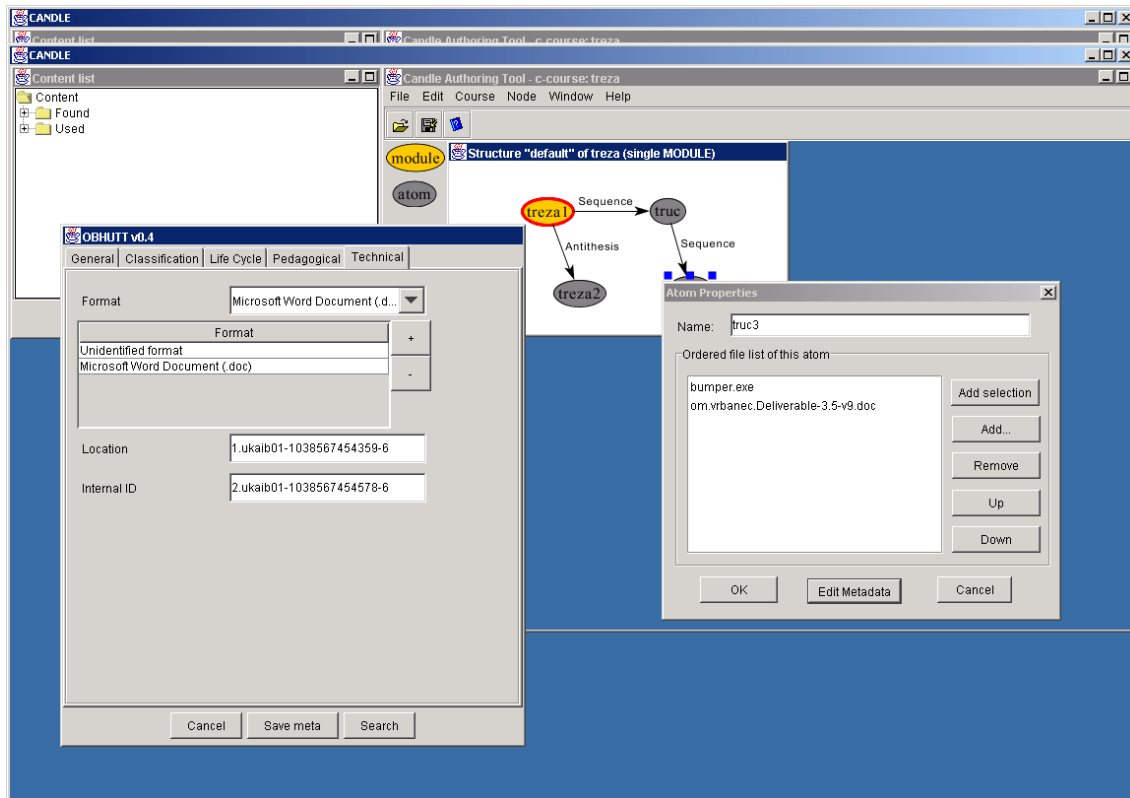 CANDLE
Content list
Candle Authoring Tool - c-course: treza
CANDLE
Content list
Content
Found
Used
Candle Authoring Tool - c-course: treza
File Edit Course Node Window Help
module
atom
Structure "default" of treza (single MODULE)
treza1
Sequence
truc
Antithesis
Sequence
treza2
OBHUTT v0.4
General Classification Life Cycle Pedagogical Technical
Format
Microsoft Word Document (.d...
Format
Unidentified format
Microsoft Word Document (.doc)
+
-
Location
1.ukaib01-1038567454359-6
Internal ID
2.ukaib01-1038567454578-6
Cancel Save meta Search
Atom Properties
Name: truc3
Ordered file list of this atom
bumper.exe
om.vrbanec.Deliverable-3.5-v9.doc
Add selection
Add...
Remove
Up
Down
OK Edit Metadata Cancel